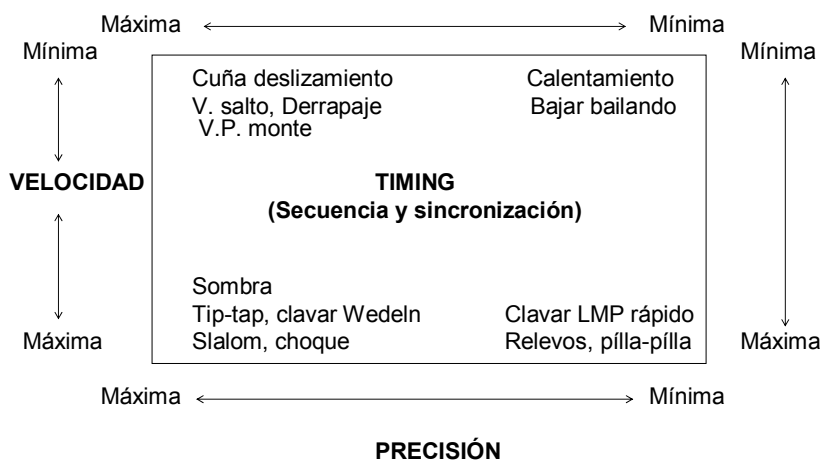 Máxima Mínima
Mínima Mínima
Cuña deslizamiento Calentamiento
V. salto, Derrapaje Bajar bailando
V.P. monte
VELOCIDAD TIMING
(Secuencia y sincronización)
Sombra
Tip-tap, clavar Wedeln Clavar LMP rápido
Máxima Slalom, choque Relevos, pílla-pílla Máxima
Máxima Mínima
PRECISIÓN